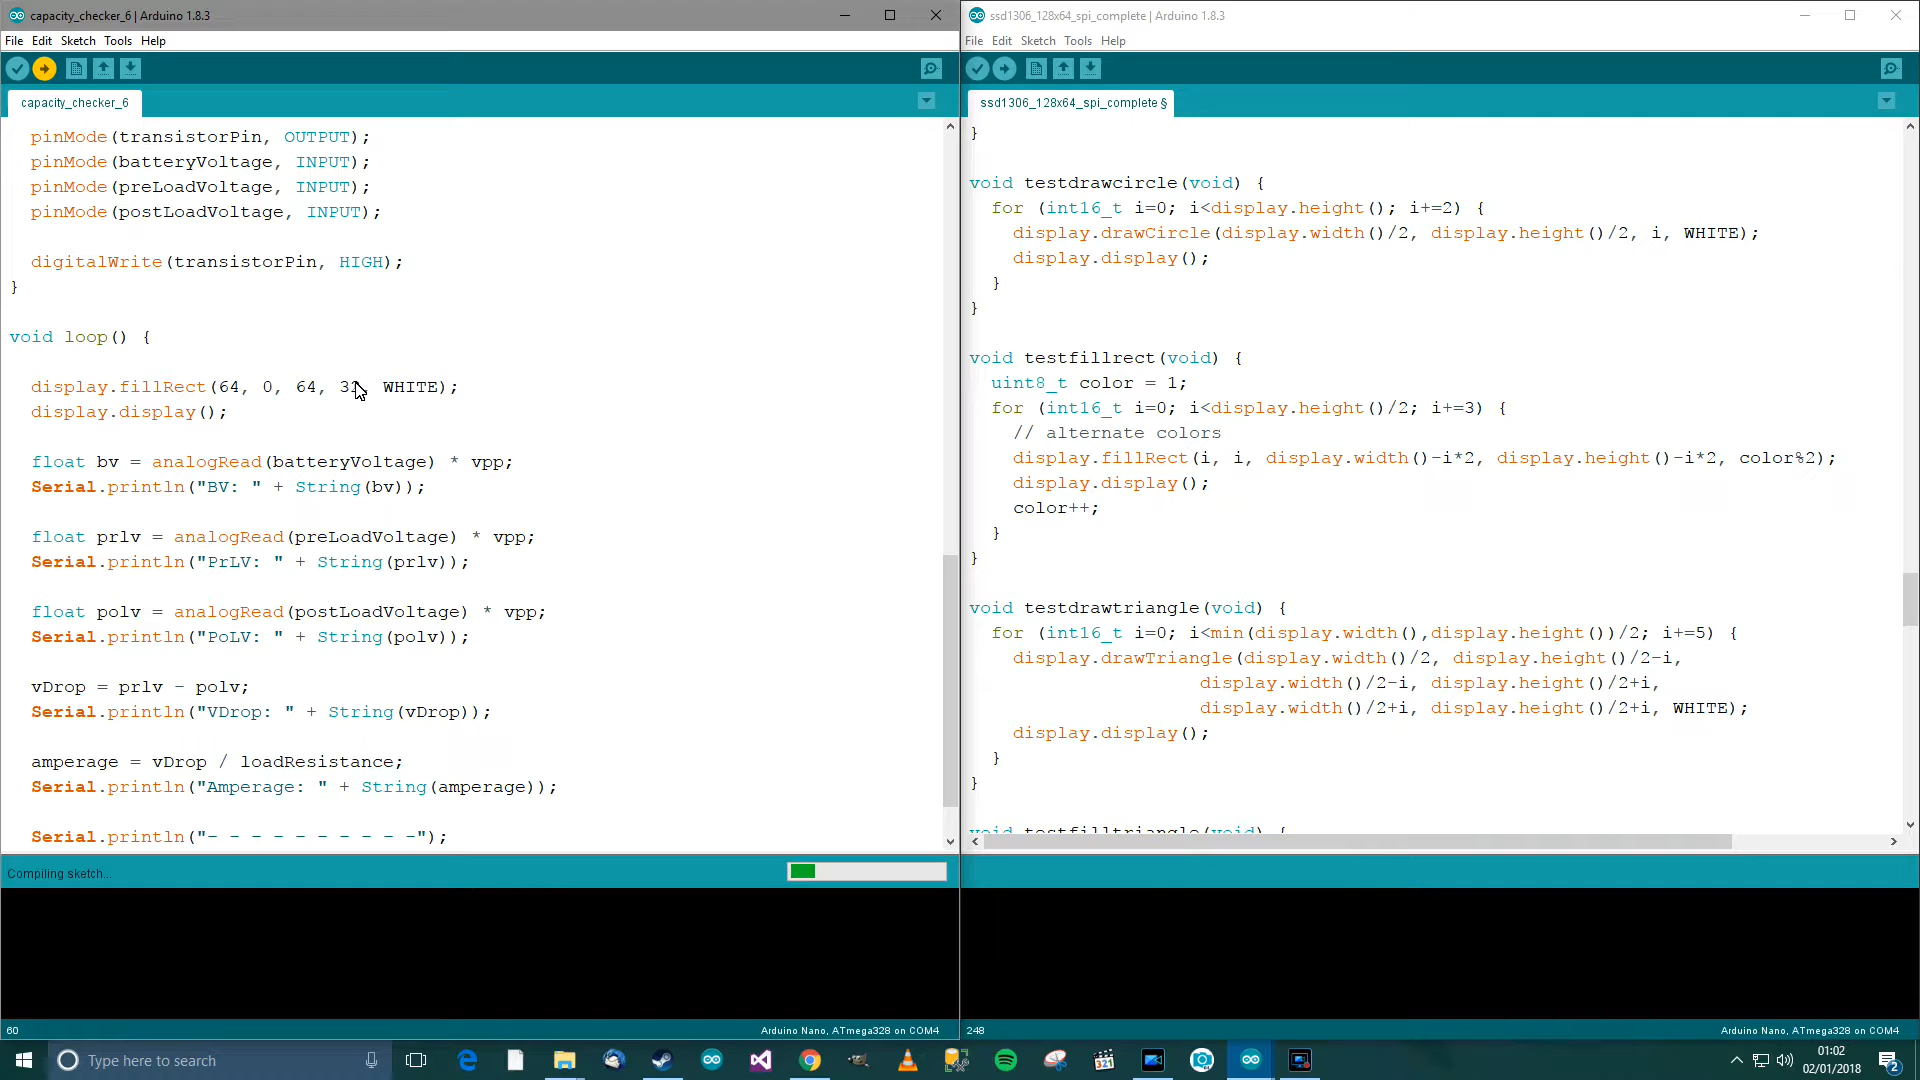 capacity_checker_6 | Arduino 1.8.3
File Edit Sketch Tools Help
capacity_checker_6
pinMode(transistorPin, OUTPUT);
pinMode(batteryVoltage, INPUT);
pinMode(preLoadVoltage, INPUT);
pinMode(postLoadVoltage, INPUT);
digitalWrite(transistorPin, HIGH);
}
void loop() {
display.fillRect(64, 0, 64, WHITE);
display.display();
float bv = analogRead(batteryVoltage) * vpp;
Serial.println("BV: " + String(bv));
float prlv = analogRead(preLoadVoltage) * vpp;
Serial.println("PrLV: " + String(prlv));
float polv = analogRead(postLoadVoltage) * vpp;
Serial.println("PoLV: " + String(polv));
vDrop = prlv - polv;
Serial.println("VDrop: " + String(vDrop));
amperage = vDrop / loadResistance;
Serial.println("Amperage: " + String(amperage));
Serial.println("- - - - - - - - - -");
Compiling sketch...
60
Arduino Nano, ATmega328 on COM4
ssd1306_128x64_spi_complete | Arduino 1.8.3
File Edit Sketch Tools Help
ssd1306_128x64_spi_complete §
}
void testdrawcircle(void) {
for (int16_t i=0; i<display.height(); i+=2) {
display.drawCircle(display.width()/2, display.height()/2, i, WHITE);
display.display();
}
}
void testfillrect(void) {
uint8_t color = 1;
for (int16_t i=0; i<display.height()/2; i+=3) {
// alternate colors
display.fillRect(i, i, display.width()-i*2, display.height()-i*2, color%2);
display.display();
color++;
}
}
void testdrawtriangle(void) {
for (int16_t i=0; i<min(display.width(),display.height())/2; i+=5) {
display.drawTriangle(display.width()/2, display.height()/2-i,
display.width()/2-i, display.height()/2+i,
display.width()/2+i, display.height()/2+i, WHITE);
display.display();
}
}
void testfilltriangle(void) {
248
Arduino Nano, ATmega328 on COM4
Type here to search
321
01:02
02/01/2018
2